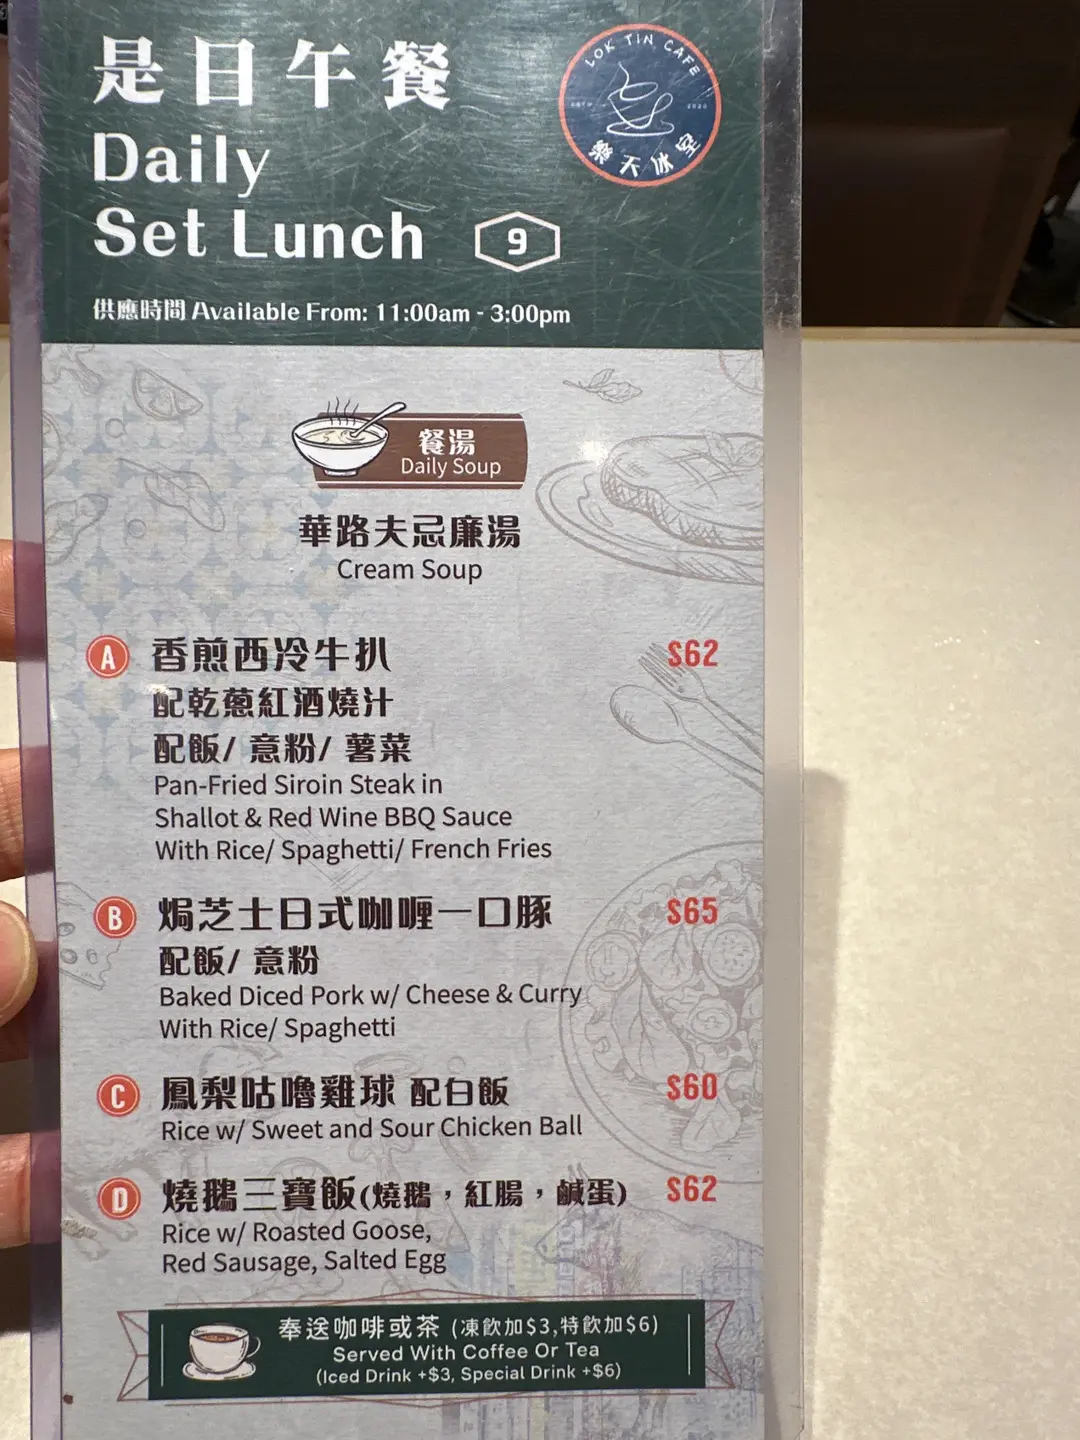 是日午餐
Daily
Set Lunch
9
LOK TIN CAFE
樂天冰室
供應時間 Available From: 11:00am - 3:00pm
餐湯
Daily Soup
華路夫忌廉湯
Cream Soup
A 香煎西冷牛扒 $62
配乾蔥紅酒燒汁
配飯/ 意粉/ 薯菜
Pan-Fried Siroin Steak in
Shallot & Red Wine BBQ Sauce
With Rice/ Spaghetti/ French Fries
B 焗芝士日式咖喱一口豚 $65
配飯/ 意粉
Baked Diced Pork w/ Cheese & Curry
With Rice/ Spaghetti
C 鳳梨咕嚕雞球 配白飯 $60
Rice w/ Sweet and Sour Chicken Ball
D 燒鵝三寶飯(燒鵝，紅腸，鹹蛋) $62
Rice w/ Roasted Goose,
Red Sausage, Salted Egg
奉送咖啡或茶 (凍飲加$3,特飲加$6)
Served With Coffee Or Tea
(Iced Drink +$3, Special Drink +$6)